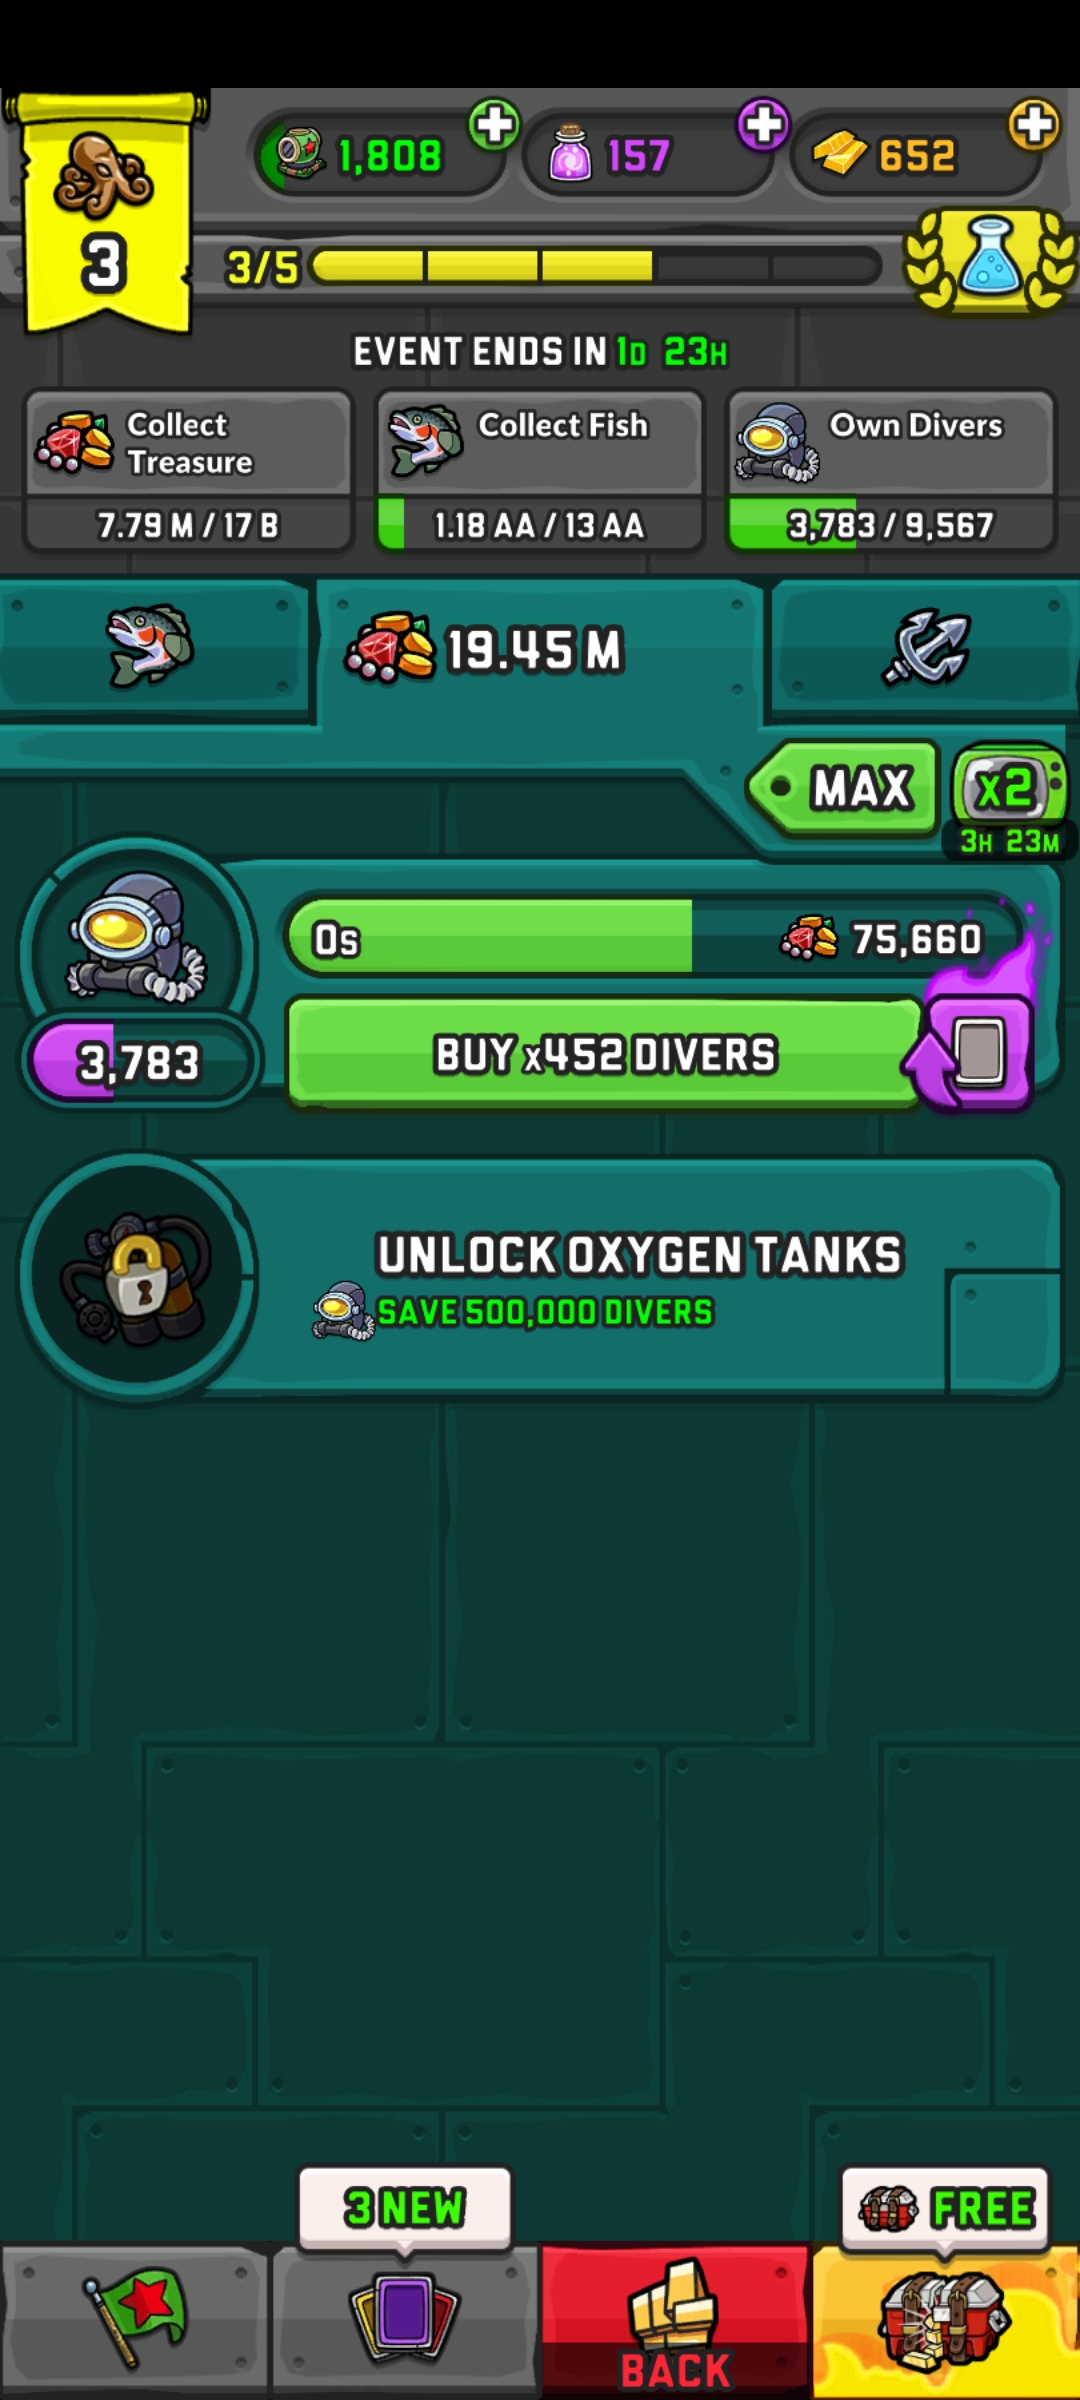 1,808
157
652
3
3/5
EVENT ENDS IN 1D 23H
Collect
Treasure
7.79 M / 17 B
Collect Fish
1.18 AA / 13 AA
Own Divers
3,783 / 9,567
19.45 M
MAX
x2
3H 23M
0s
75,660
3,783
BUY x452 DIVERS
UNLOCK OXYGEN TANKS
SAVE 500,000 DIVERS
3 NEW
FREE
BACK